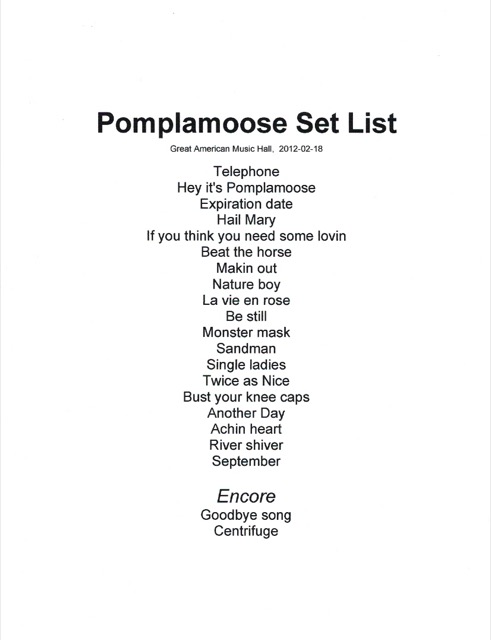 Pomplamoose Set List
Great American Music Hall, 2012-02-18
Telephone
Hey it's Pomplamoose
Expiration date
Hail Mary
If you think you need some lovin
Beat the horse
Makin out
Nature boy
La vie en rose
Be still
Monster mask
Sandman
Single ladies
Twice as Nice
Bust your knee caps
Another Day
Achin heart
River shiver
September
Encore
Goodbye song
Centrifuge